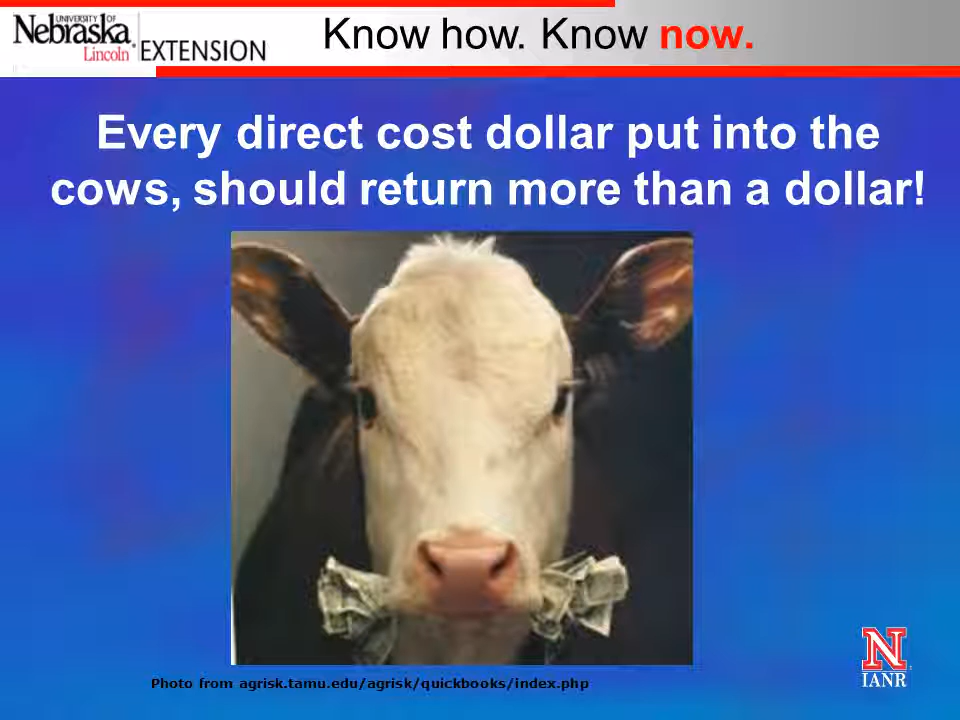 UNIVERSITY OF
Nebraska
Lincoln
EXTENSION
Know how. Know now.
Every direct cost dollar put into the
cows, should return more than a dollar!
Photo from agrisk.tamu.edu/agrisk/quickbooks/index.php
N
IANR